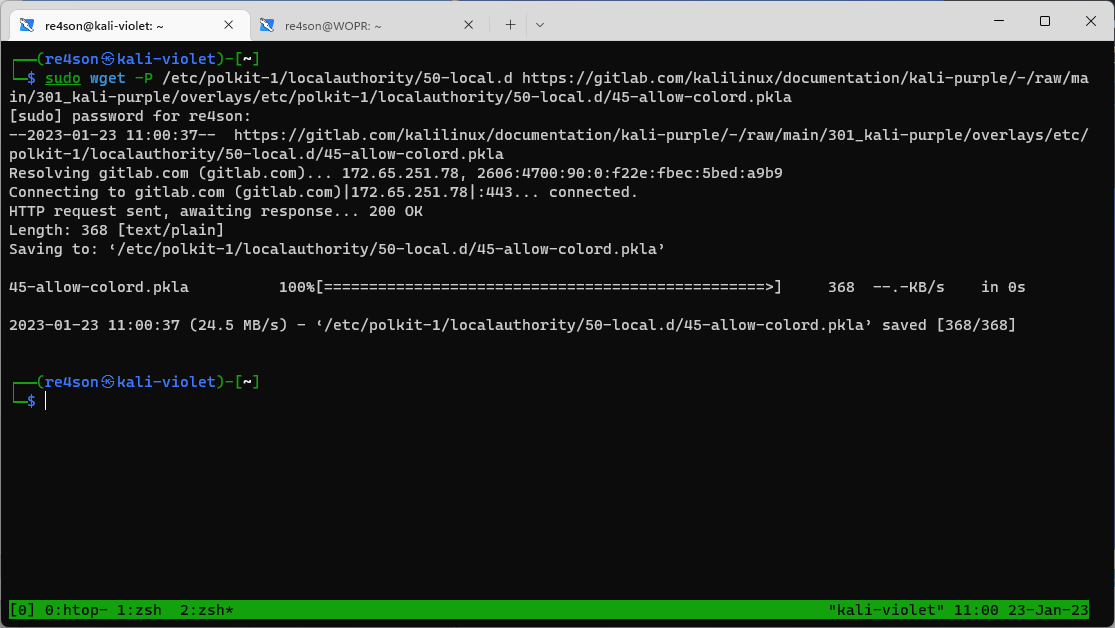 re4son@kali-violet: ~ re4son@WOPR: ~
┌──(re4son㉿kali-violet)-[~]
└─$ sudo wget -P /etc/polkit-1/localauthority/50-local.d https://gitlab.com/kalilinux/documentation/kali-purple/-/raw/ma
in/301_kali-purple/overlays/etc/polkit-1/localauthority/50-local.d/45-allow-colord.pkla
[sudo] password for re4son:
--2023-01-23 11:00:37--  https://gitlab.com/kalilinux/documentation/kali-purple/-/raw/main/301_kali-purple/overlays/etc/
polkit-1/localauthority/50-local.d/45-allow-colord.pkla
Resolving gitlab.com (gitlab.com)... 172.65.251.78, 2606:4700:90:0:f22e:fbec:5bed:a9b9
Connecting to gitlab.com (gitlab.com)|172.65.251.78|:443... connected.
HTTP request sent, awaiting response... 200 OK
Length: 368 [text/plain]
Saving to: ‘/etc/polkit-1/localauthority/50-local.d/45-allow-colord.pkla’
45-allow-colord.pkla          100%[=================================================>]     368  --.-KB/s    in 0s
2023-01-23 11:00:37 (24.5 MB/s) - ‘/etc/polkit-1/localauthority/50-local.d/45-allow-colord.pkla’ saved [368/368]
┌──(re4son㉿kali-violet)-[~]
└─$
[0] 0:htop- 1:zsh  2:zsh* "kali-violet" 11:00 23-Jan-23